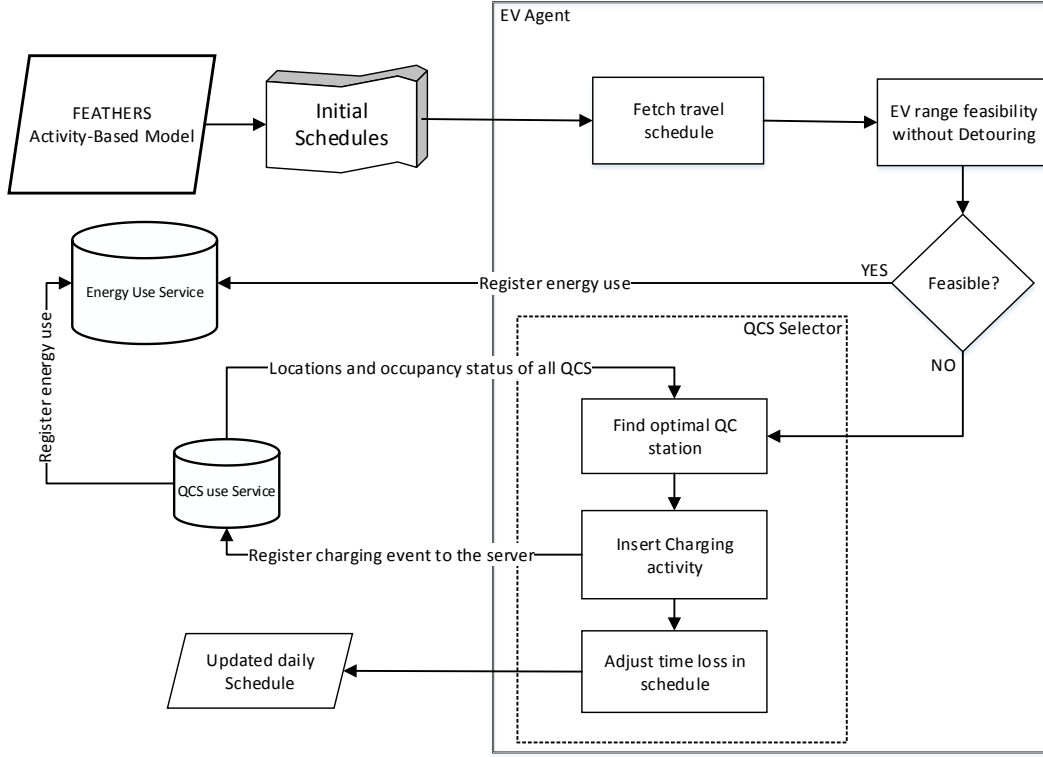 EV Agent
FEATHERS
Activity-Based Model
Initial
Schedules
Fetch travel
schedule
EV range feasibility
without Detouring
Feasible?
YES
NO
Register energy use
Energy Use Service
Register energy use
QCS Selector
Locations and occupancy status of all QCS
Find optimal QC
station
QCS use Service
Insert Charging
activity
Register charging event to the server
Adjust time loss in
schedule
Updated daily
Schedule